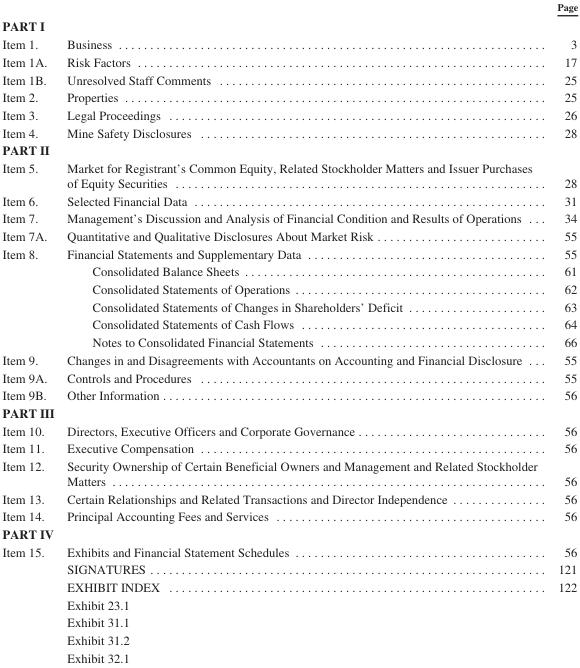 Page
PART I
Item 1. Business ........ 3
Item 1A. Risk Factors ........ 17
Item 1B. Unresolved Staff Comments ........ 25
Item 2. Properties ........ 25
Item 3. Legal Proceedings ........ 26
Item 4. Mine Safety Disclosures ........ 28
PART II
Item 5. Market for Registrant's Common Equity, Related Stockholder Matters and Issuer Purchases
of Equity Securities ........ 28
Item 6. Selected Financial Data ........ 31
Item 7. Management's Discussion and Analysis of Financial Condition and Results of Operations ... 34
Item 7A. Quantitative and Qualitative Disclosures About Market Risk ........ 55
Item 8. Financial Statements and Supplementary Data ........ 55
Consolidated Balance Sheets ........ 61
Consolidated Statements of Operations ........ 62
Consolidated Statements of Changes in Shareholders' Deficit ........ 63
Consolidated Statements of Cash Flows ........ 64
Notes to Consolidated Financial Statements ........ 66
Item 9. Changes in and Disagreements with Accountants on Accounting and Financial Disclosure ... 55
Item 9A. Controls and Procedures ........ 55
Item 9B. Other Information ........ 56
PART III
Item 10. Directors, Executive Officers and Corporate Governance ........ 56
Item 11. Executive Compensation ........ 56
Item 12. Security Ownership of Certain Beneficial Owners and Management and Related Stockholder
Matters ........ 56
Item 13. Certain Relationships and Related Transactions and Director Independence ........ 56
Item 14. Principal Accounting Fees and Services ........ 56
PART IV
Item 15. Exhibits and Financial Statement Schedules ........ 56
SIGNATURES ........ 121
EXHIBIT INDEX ........ 122
Exhibit 23.1
Exhibit 31.1
Exhibit 31.2
Exhibit 32.1